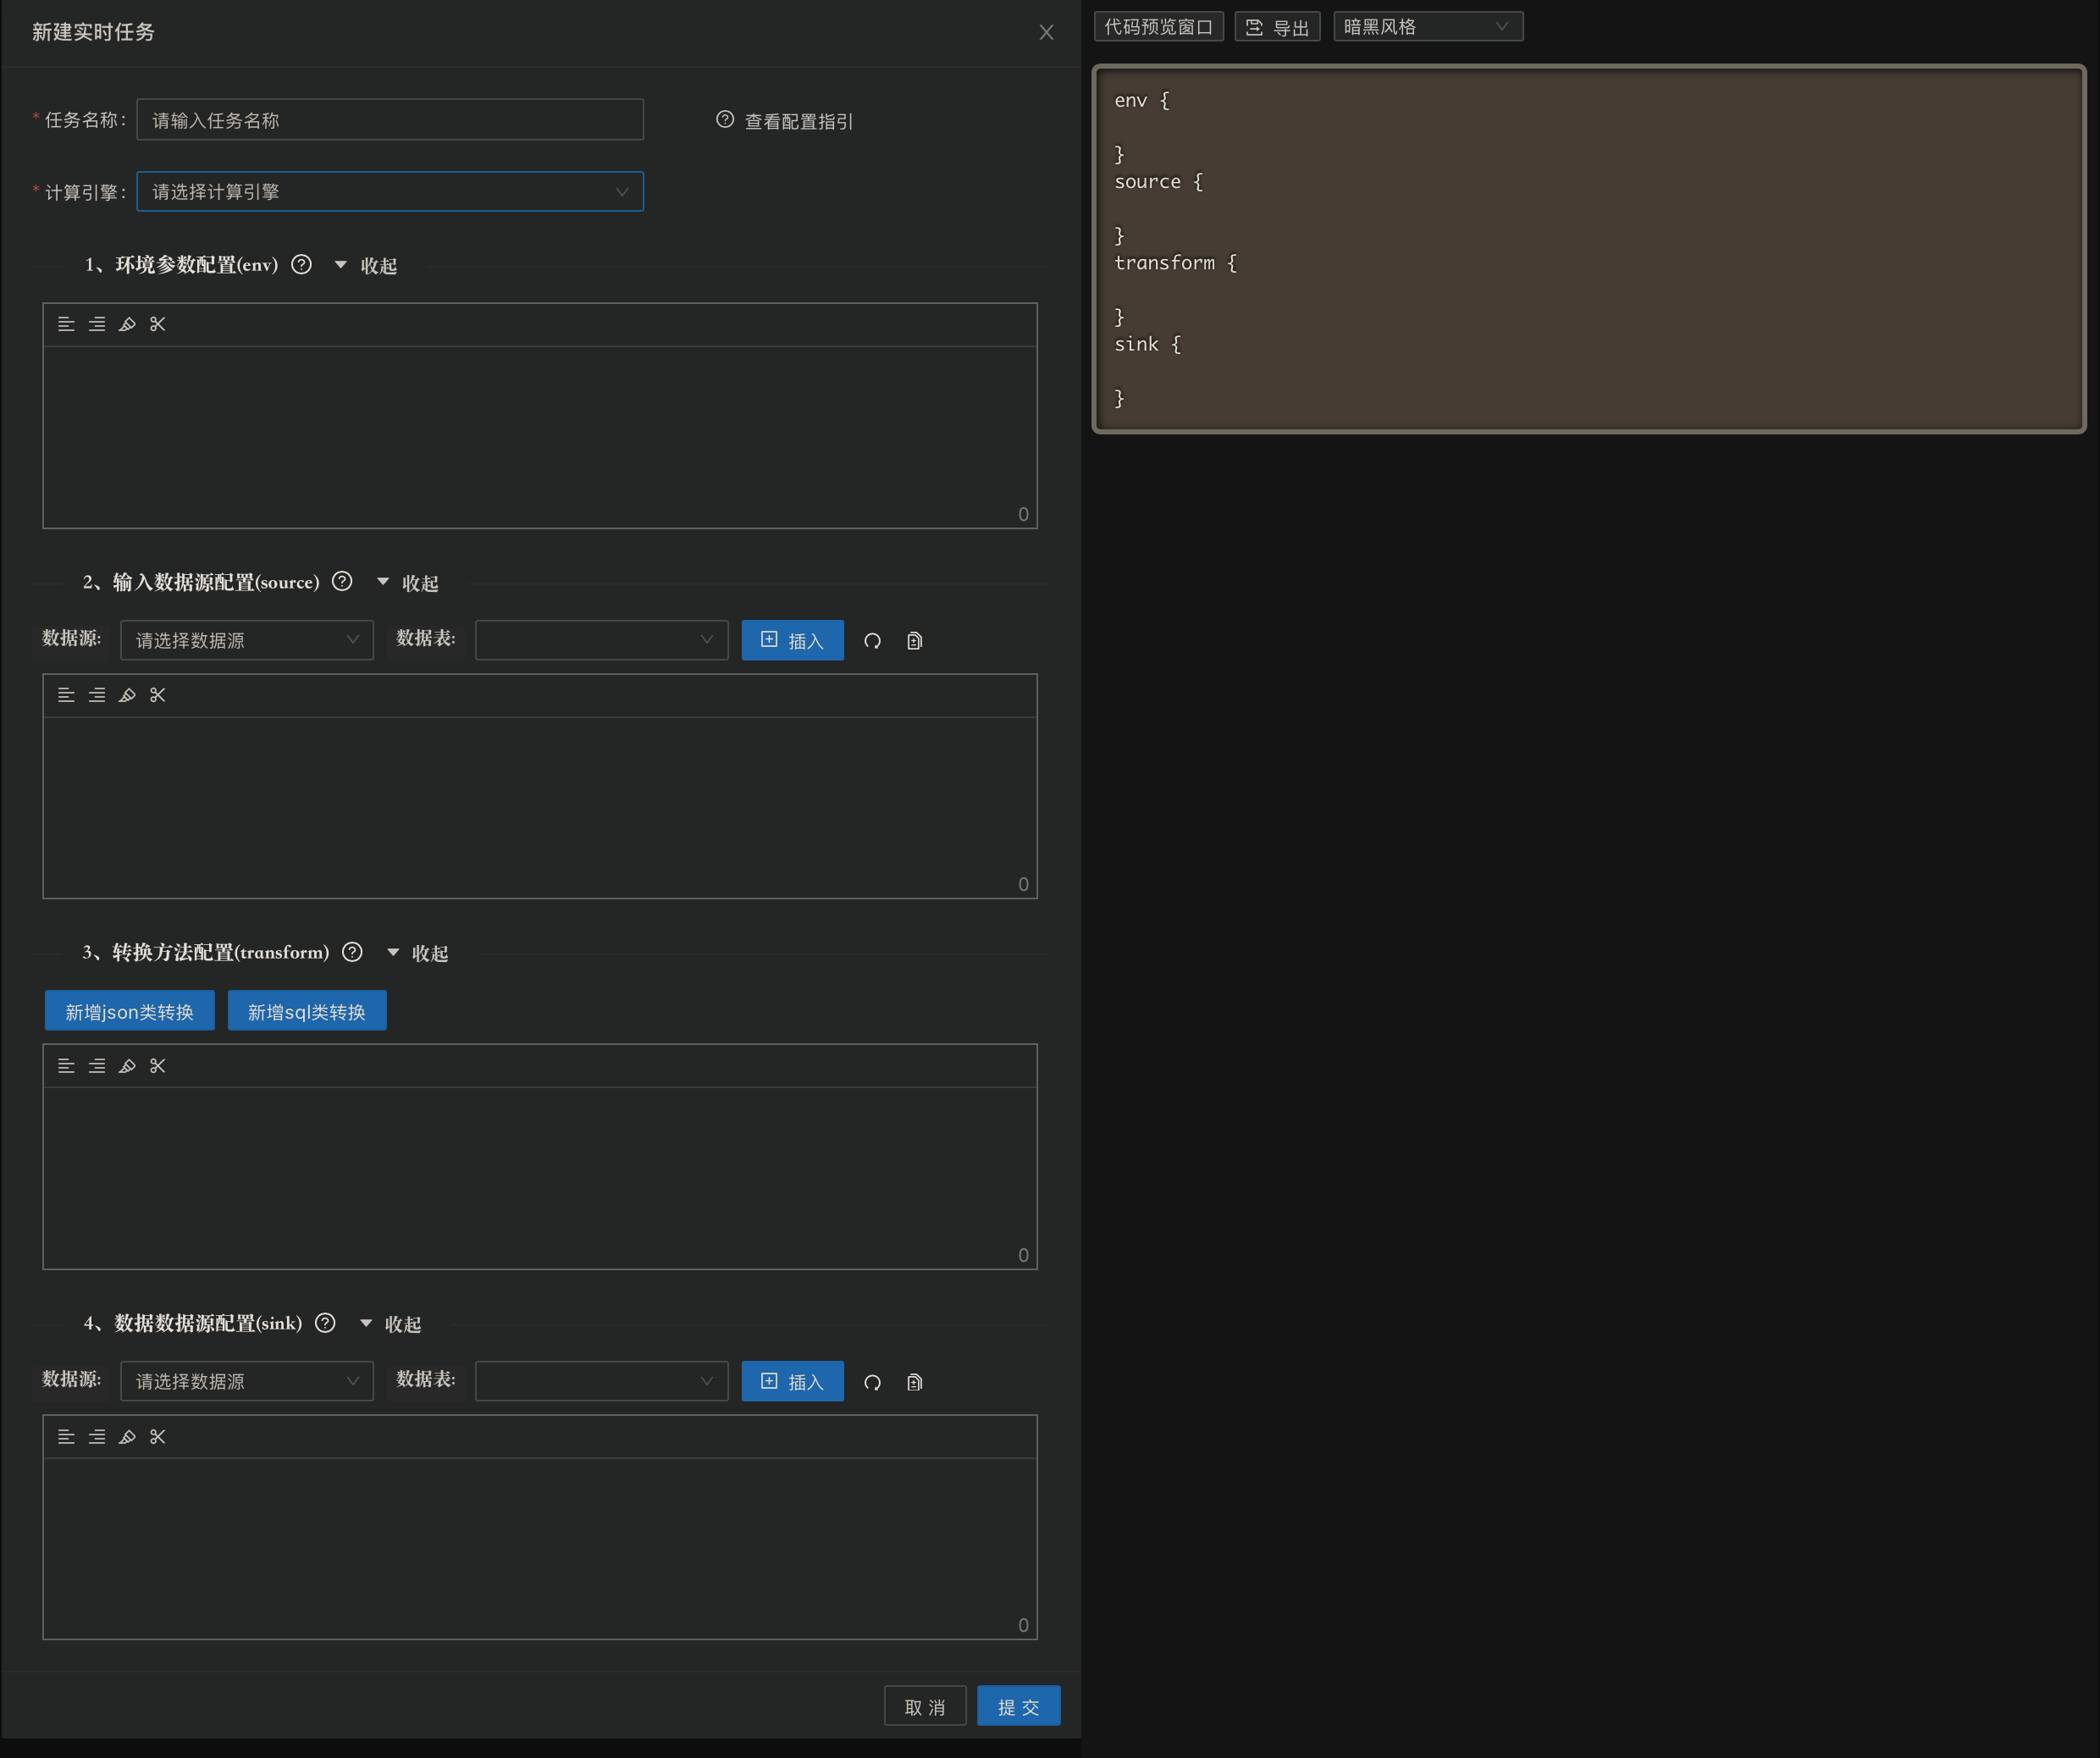 新建实时任务
* 任务名称: 请输入任务名称 查看配置指引
* 计算引擎: 请选择计算引擎
1、环境参数配置(env) 收起
0
2、输入数据源配置(source) 收起
数据源: 请选择数据源 数据表: 插入
0
3、转换方法配置(transform) 收起
新增json类转换 新增sql类转换
0
4、数据数据源配置(sink) 收起
数据源: 请选择数据源 数据表: 插入
0
取消 提交
代码预览窗口 导出 暗黑风格
env {
}
source {
}
transform {
}
sink {
}